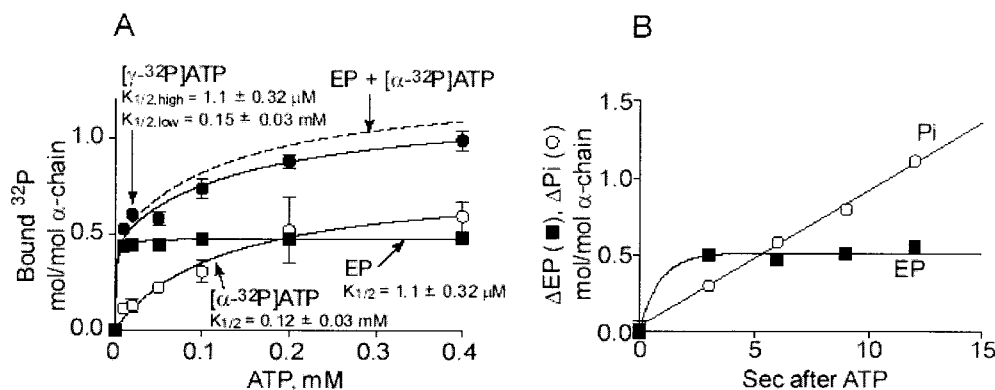 A
[γ-³²P]ATP
K1/2,high = 1.1 ± 0.32 μM
K1/2,low = 0.15 ± 0.03 mM
EP + [α-³²P]ATP
1.0
0.5
0.0
Bound ³²P
mol/mol α-chain
EP
K1/2 = 1.1 ± 0.32 μM
[α-³²P]ATP
K1/2 = 0.12 ± 0.03 mM
0 0.1 0.2 0.3 0.4
ATP, mM
B
ΔEP (■), ΔPi (○)
mol/mol α-chain
1.5
1.0
0.5
0.0
Pi
EP
0 5 10 15
Sec after ATP